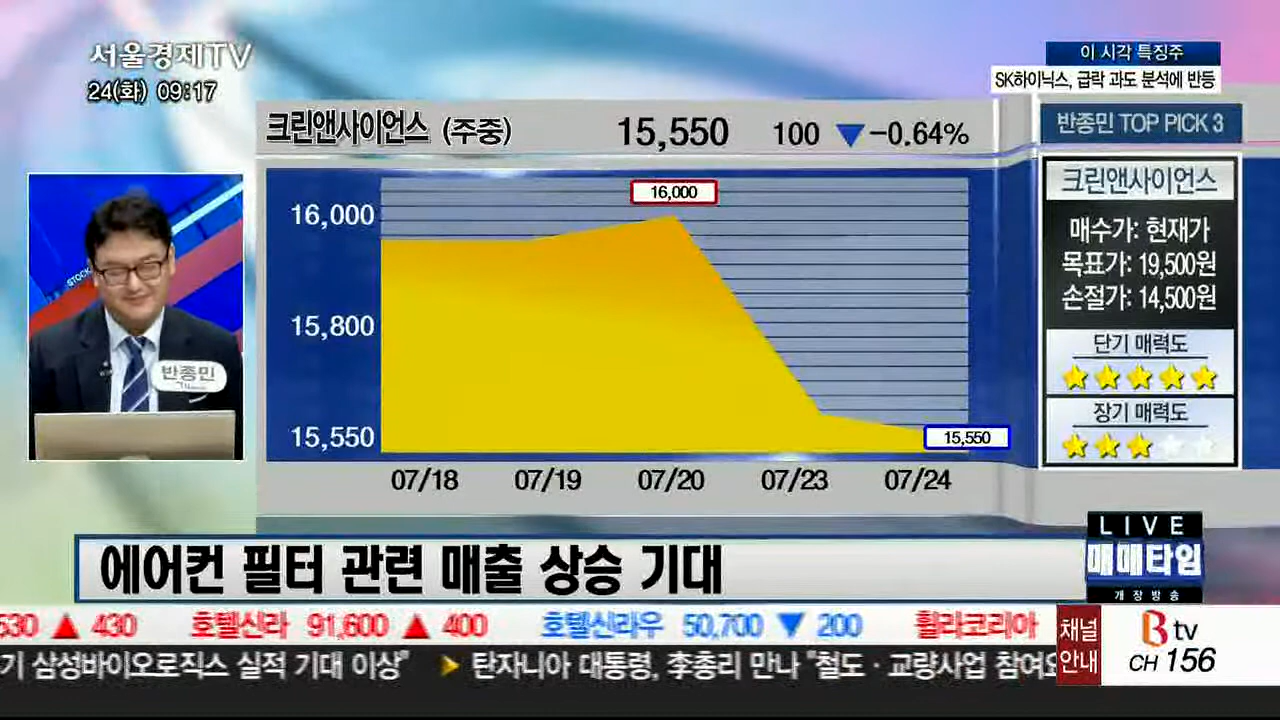 서울경제TV
24(화) 09:17
이 시각 특징주
SK하이닉스, 급락 과도 분석에 반등
크린앤사이언스 (주중) 15,550 100 ▼-0.64%
반종민 TOP PICK 3
크린앤사이언스
매수가: 현재가
목표가: 19,500원
손절가: 14,500원
단기 매력도
장기 매력도
16,000
16,000
15,800
15,550
15,550
07/18 07/19 07/20 07/23 07/24
STOCK
반종민
에어컨 필터 관련 매출 상승 기대
LIVE
매매타임
개장방송
530 ▲ 430 호텔신라 91,600 ▲ 400 호텔신라우 50,700 ▼ 200 휠라코리아
기 삼성바이오로직스 실적 기대 이상" ▶ 탄자니아 대통령, 李총리 만나 "철도·교량사업 참여
채널
안내
B tv
CH 156